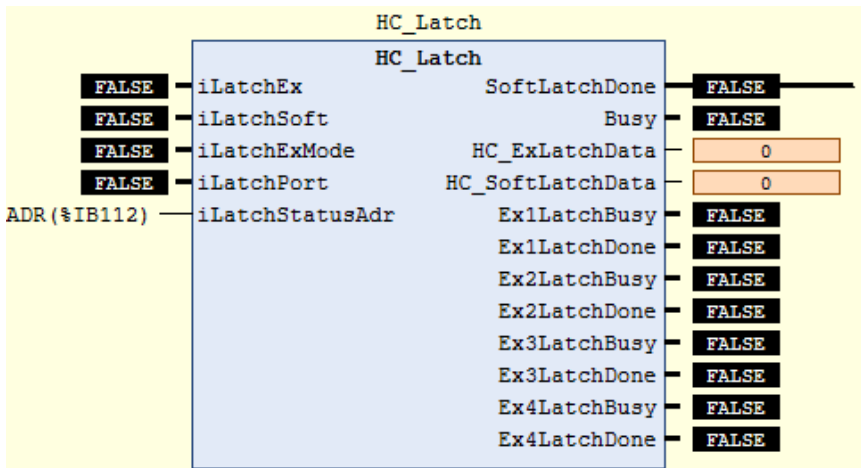 HC_Latch
HC_Latch
FALSE iLatchEx SoftLatchDone FALSE
FALSE iLatchSoft Busy FALSE
FALSE iLatchExMode HC_ExLatchData 0
FALSE iLatchPort HC_SoftLatchData 0
ADR(%IB112) iLatchStatusAdr Ex1LatchBusy FALSE
Ex1LatchDone FALSE
Ex2LatchBusy FALSE
Ex2LatchDone FALSE
Ex3LatchBusy FALSE
Ex3LatchDone FALSE
Ex4LatchBusy FALSE
Ex4LatchDone FALSE